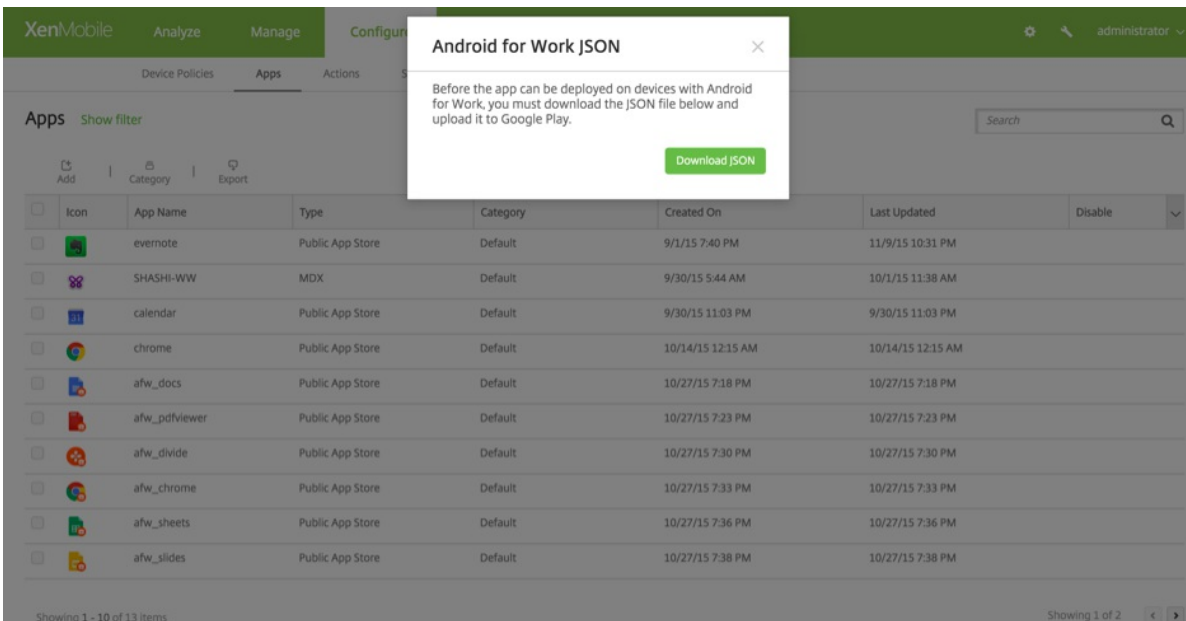 XenMobile Analyze Manage Configure administrator
Device Policies Apps Actions S
Android for Work JSON
Before the app can be deployed on devices with Android
for Work, you must download the JSON file below and
upload it to Google Play.
Download JSON
Apps Show filter
Search
Add Category Export
Icon App Name Type Category Created On Last Updated Disable
evernote Public App Store Default 9/1/15 7:40 PM 11/9/15 10:31 PM
SHASHI-WW MDX Default 9/30/15 5:44 AM 10/1/15 11:38 AM
31 calendar Public App Store Default 9/30/15 11:03 PM 9/30/15 11:03 PM
chrome Public App Store Default 10/14/15 12:15 AM 10/14/15 12:15 AM
afw_docs Public App Store Default 10/27/15 7:18 PM 10/27/15 7:18 PM
afw_pdfviewer Public App Store Default 10/27/15 7:23 PM 10/27/15 7:23 PM
afw_divide Public App Store Default 10/27/15 7:30 PM 10/27/15 7:30 PM
afw_chrome Public App Store Default 10/27/15 7:33 PM 10/27/15 7:33 PM
afw_sheets Public App Store Default 10/27/15 7:36 PM 10/27/15 7:36 PM
afw_slides Public App Store Default 10/27/15 7:38 PM 10/27/15 7:38 PM
Showing 1 - 10 of 13 items Showing 1 of 2